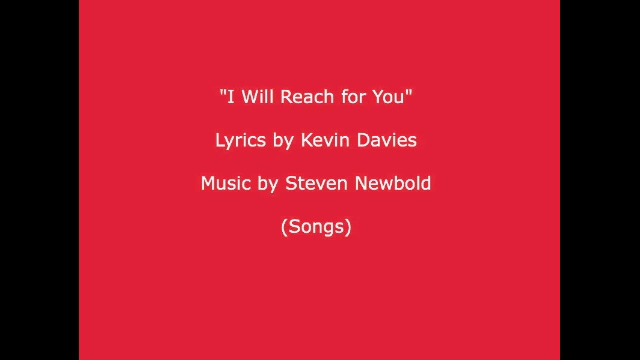 "I Will Reach for You"
Lyrics by Kevin Davies
Music by Steven Newbold
(Songs)